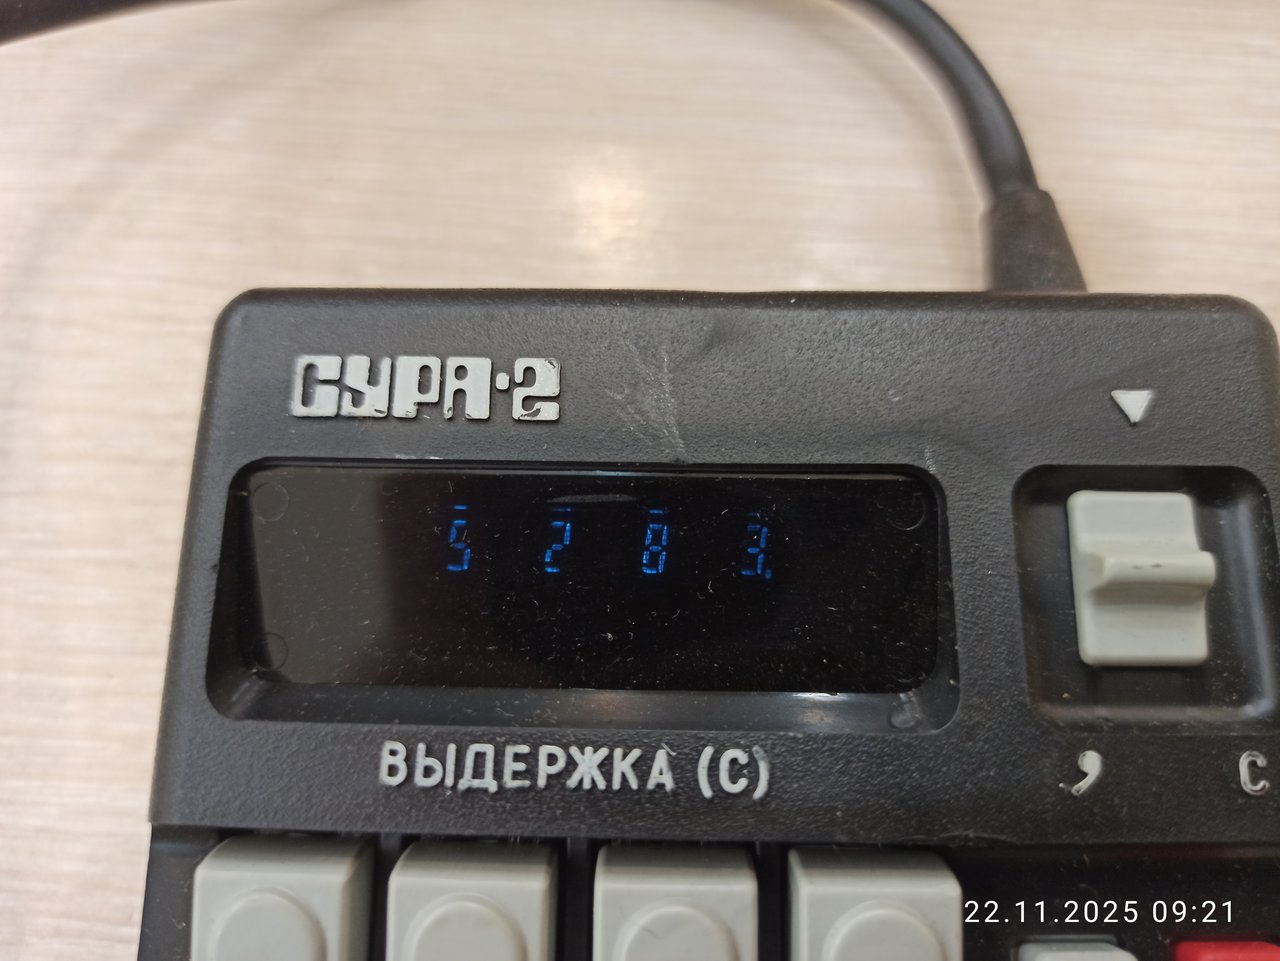 СУРА·2
5 2 8 3.
ВЫДЕРЖКА (С)
, С
22.11.2025 09:21